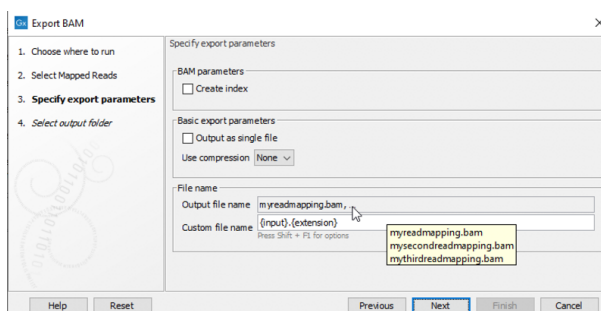 Gx Export BAM
1. Choose where to run
2. Select Mapped Reads
3. Specify export parameters
4. Select output folder
Specify export parameters
BAM parameters
Create index
Basic export parameters
Output as single file
Use compression None
File name
Output file name myreadmapping.bam, ...
Custom file name {input}.{extension}
Press Shift + F1 for options
myreadmapping.bam
mysecondreadmapping.bam
mythirdreadmapping.bam
Help Reset Previous Next Finish Cancel